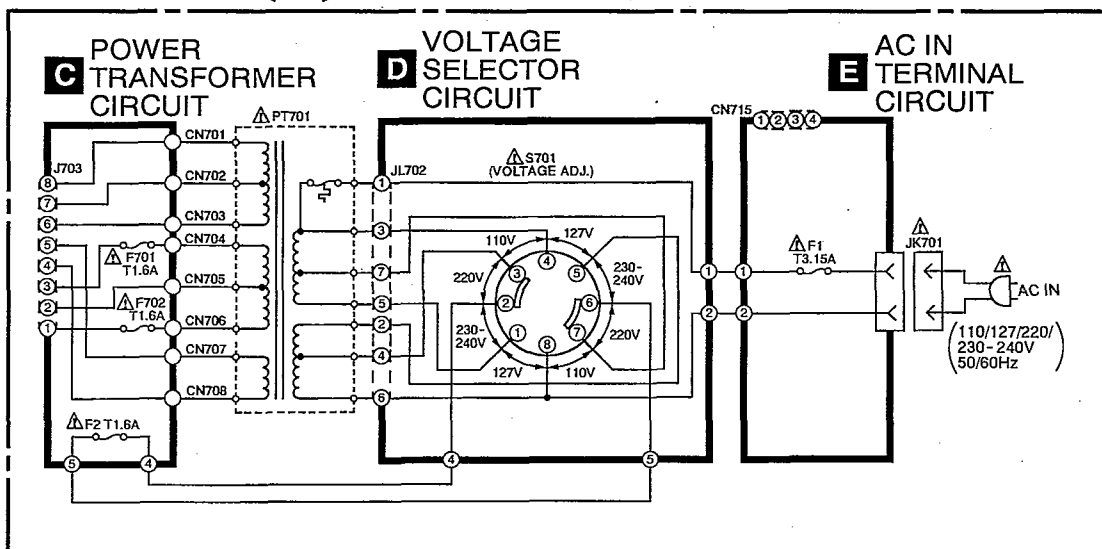 C POWER TRANSFORMER CIRCUIT
D VOLTAGE SELECTOR CIRCUIT
E AC IN TERMINAL CIRCUIT
PT701
CN715
1 2 3 4
J703
8
7
6
5
4
3
2
1
CN701
CN702
CN703
CN704
CN705
CN706
CN707
CN708
F701
T1.6A
F702
T1.6A
F2 T1.6A
5 4
JL702
1
3
7
5
2
4
6
S701
(VOLTAGE ADJ.)
110V 127V
3 4 5
220V 230-240V
2 6
230-240V 220V
1 8 7
127V 110V
4 5
1 1
2 2
F1
T3.15A
JK701
AC IN
(110/127/220/
230-240V
50/60Hz)